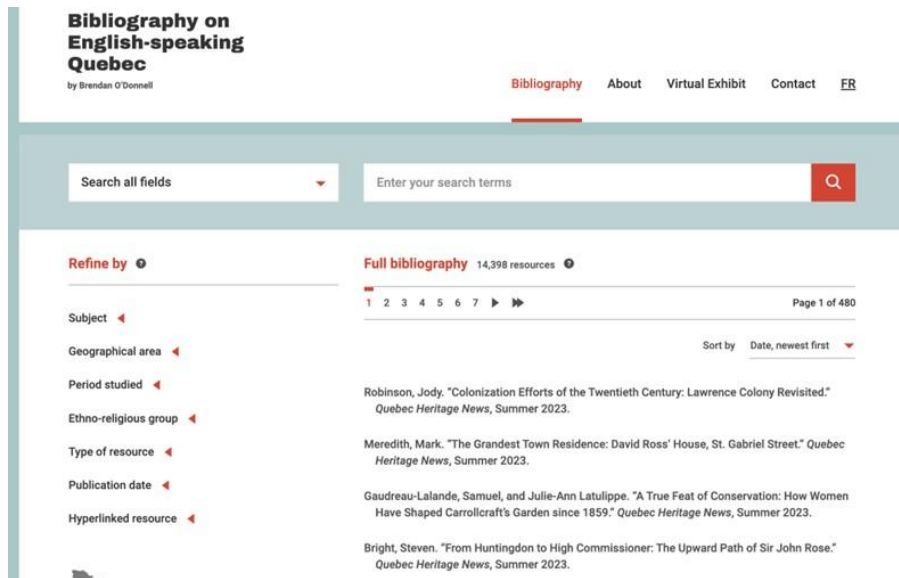 Bibliography on
English-speaking
Quebec
by Brendan O'Donnell
Bibliography About Virtual Exhibit Contact FR
Search all fields
Enter your search terms
Refine by ?
Subject
Geographical area
Period studied
Ethno-religious group
Type of resource
Publication date
Hyperlinked resource
Full bibliography 14,398 resources ?
1 2 3 4 5 6 7 Page 1 of 480
Sort by Date, newest first
Robinson, Jody. "Colonization Efforts of the Twentieth Century: Lawrence Colony Revisited."
Quebec Heritage News, Summer 2023.
Meredith, Mark. "The Grandest Town Residence: David Ross' House, St. Gabriel Street." Quebec
Heritage News, Summer 2023.
Gaudreau-Lalande, Samuel, and Julie-Ann Latulippe. "A True Feat of Conservation: How Women
Have Shaped Carrollcraft's Garden since 1859." Quebec Heritage News, Summer 2023.
Bright, Steven. "From Huntingdon to High Commissioner: The Upward Path of Sir John Rose."
Quebec Heritage News, Summer 2023.